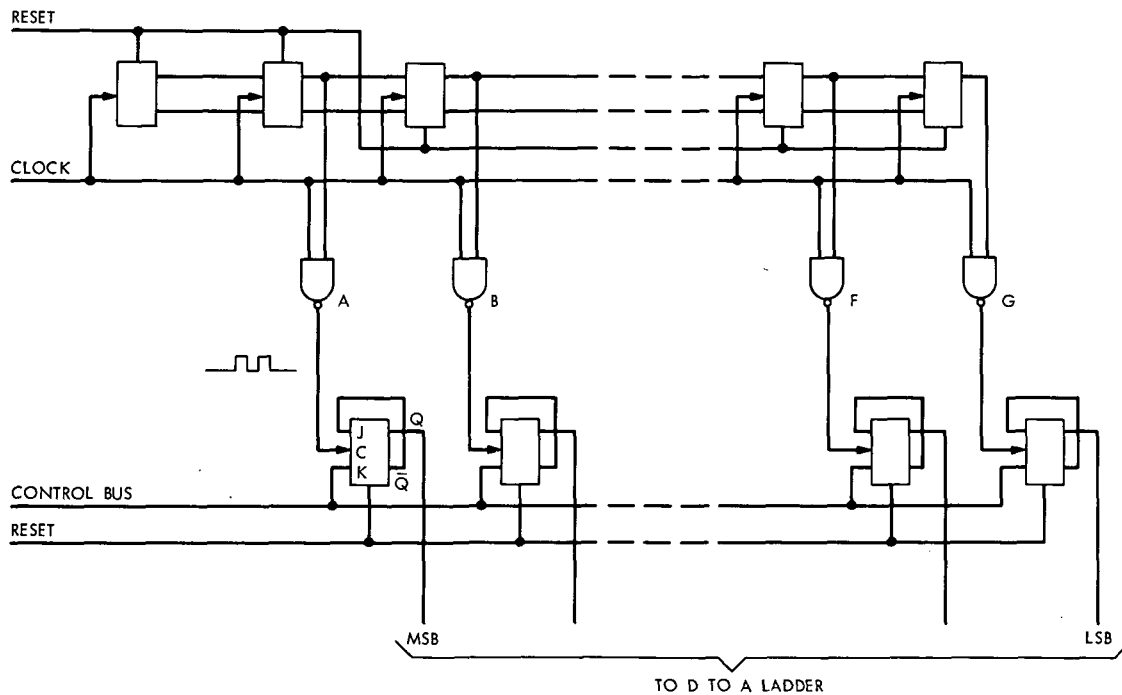 RESET
CLOCK
A B F G
J Q
C
K Q̄
CONTROL BUS
RESET
MSB LSB
TO D TO A LADDER